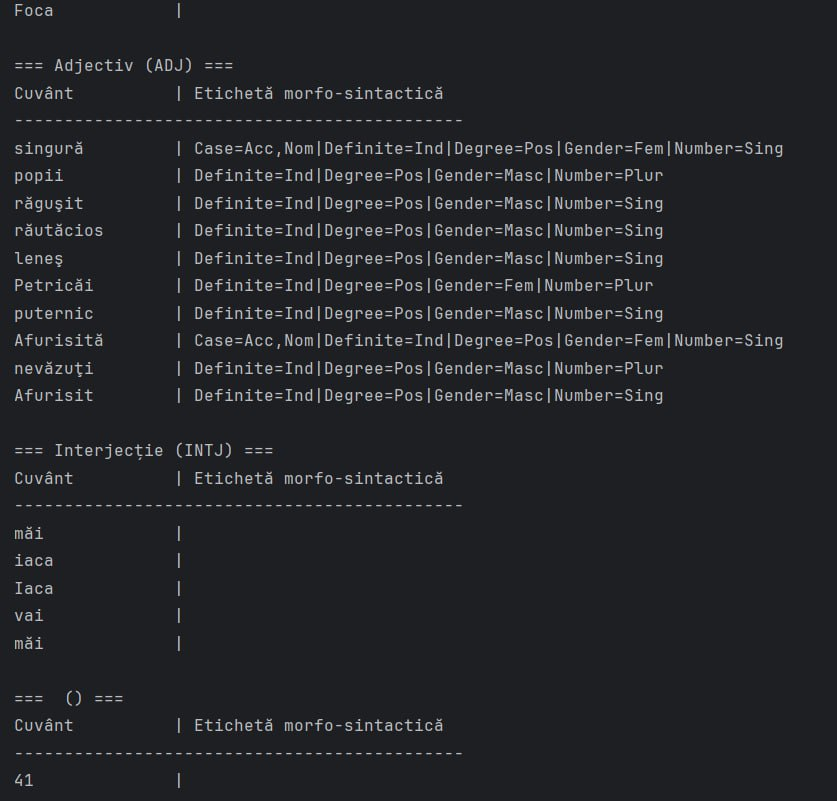 Foca            |
=== Adjectiv (ADJ) ===
Cuvânt          | Etichetă morfo-sintactică
---------------------------------------------
singură         | Case=Acc,Nom|Definite=Ind|Degree=Pos|Gender=Fem|Number=Sing
popii           | Definite=Ind|Degree=Pos|Gender=Masc|Number=Plur
răgușit         | Definite=Ind|Degree=Pos|Gender=Masc|Number=Sing
răutăcios       | Definite=Ind|Degree=Pos|Gender=Masc|Number=Sing
leneş           | Definite=Ind|Degree=Pos|Gender=Masc|Number=Sing
Petricăi        | Definite=Ind|Degree=Pos|Gender=Fem|Number=Plur
puternic        | Definite=Ind|Degree=Pos|Gender=Masc|Number=Sing
Afurisită       | Case=Acc,Nom|Definite=Ind|Degree=Pos|Gender=Fem|Number=Sing
nevăzuţi        | Definite=Ind|Degree=Pos|Gender=Masc|Number=Plur
Afurisit        | Definite=Ind|Degree=Pos|Gender=Masc|Number=Sing
=== Interjecție (INTJ) ===
Cuvânt          | Etichetă morfo-sintactică
---------------------------------------------
măi             |
iaca            |
Iaca            |
vai             |
măi             |
===  () ===
Cuvânt          | Etichetă morfo-sintactică
---------------------------------------------
41              |